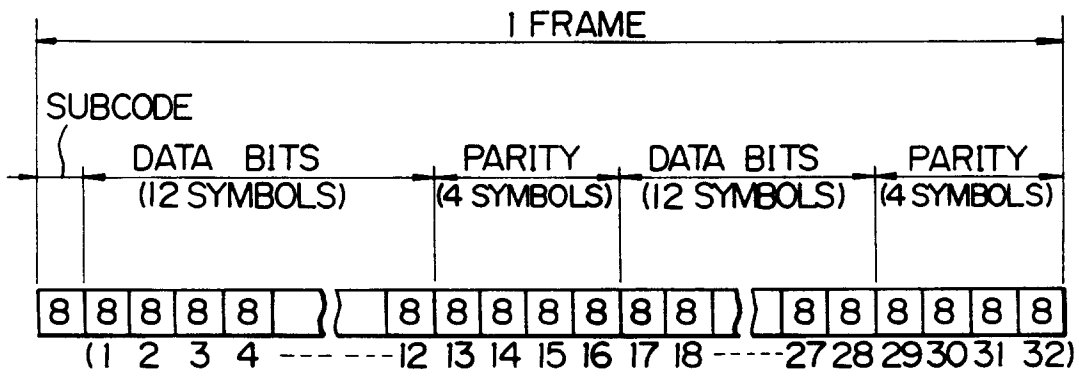 1 FRAME
SUBCODE
DATA BITS PARITY DATA BITS PARITY
(12 SYMBOLS) (4 SYMBOLS) (12 SYMBOLS) (4 SYMBOLS)
8 8 8 8 8 8 8 8 8 8 8 8 8 8 8 8 8 8
(1 2 3 4 ------- 12 13 14 15 16 17 18 ----- 27 28 29 30 31 32)